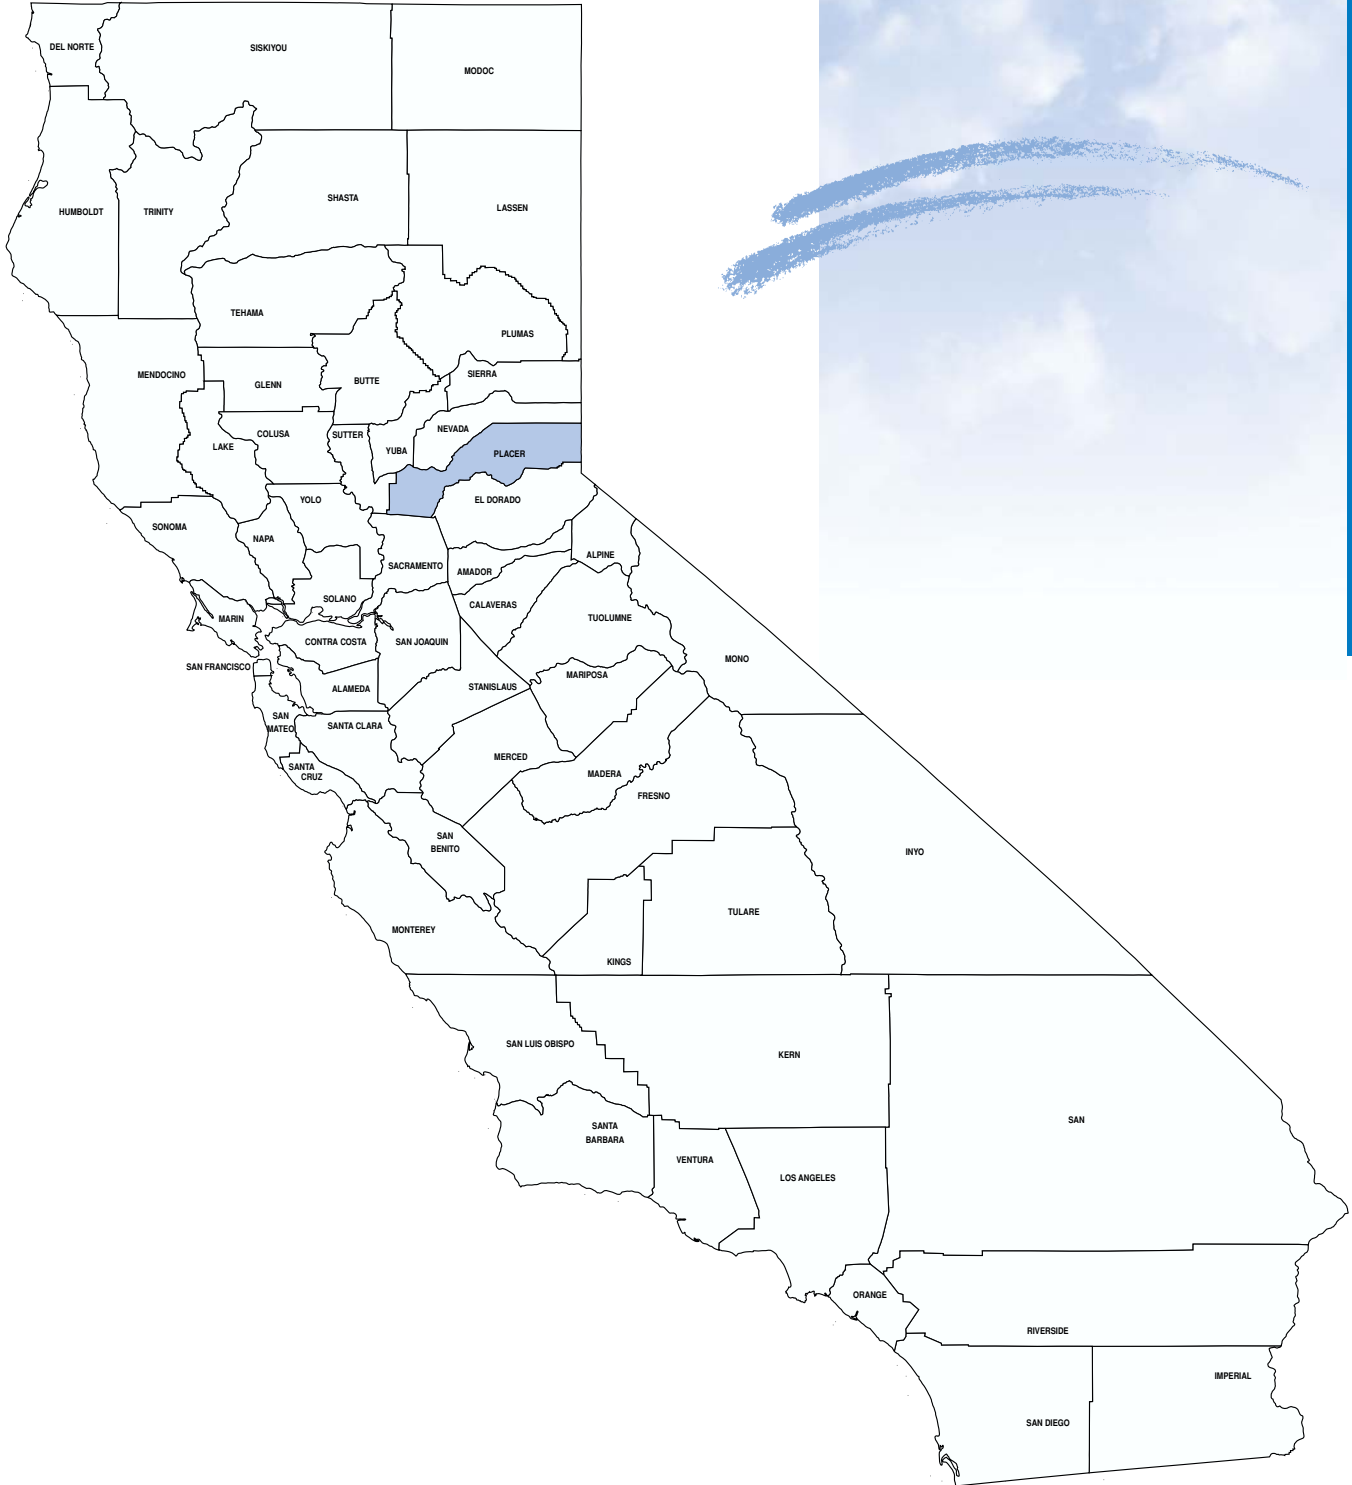 DEL NORTE
SISKIYOU
MODOC
HUMBOLDT
TRINITY
SHASTA
LASSEN
TEHAMA
PLUMAS
MENDOCINO
GLENN
BUTTE
SIERRA
LAKE
COLUSA
SUTTER
YUBA
NEVADA
PLACER
YOLO
EL DORADO
SONOMA
NAPA
SACRAMENTO
AMADOR
ALPINE
SOLANO
CALAVERAS
MARIN
TUOLUMNE
CONTRA COSTA
SAN JOAQUIN
SAN FRANCISCO
MONO
ALAMEDA
STANISLAUS
MARIPOSA
SAN
MATEO
SANTA CLARA
MERCED
SANTA
CRUZ
MADERA
FRESNO
SAN
BENITO
INYO
TULARE
MONTEREY
KINGS
SAN LUIS OBISPO
KERN
SANTA
BARBARA
SAN
VENTURA
LOS ANGELES
ORANGE
RIVERSIDE
IMPERIAL
SAN DIEGO